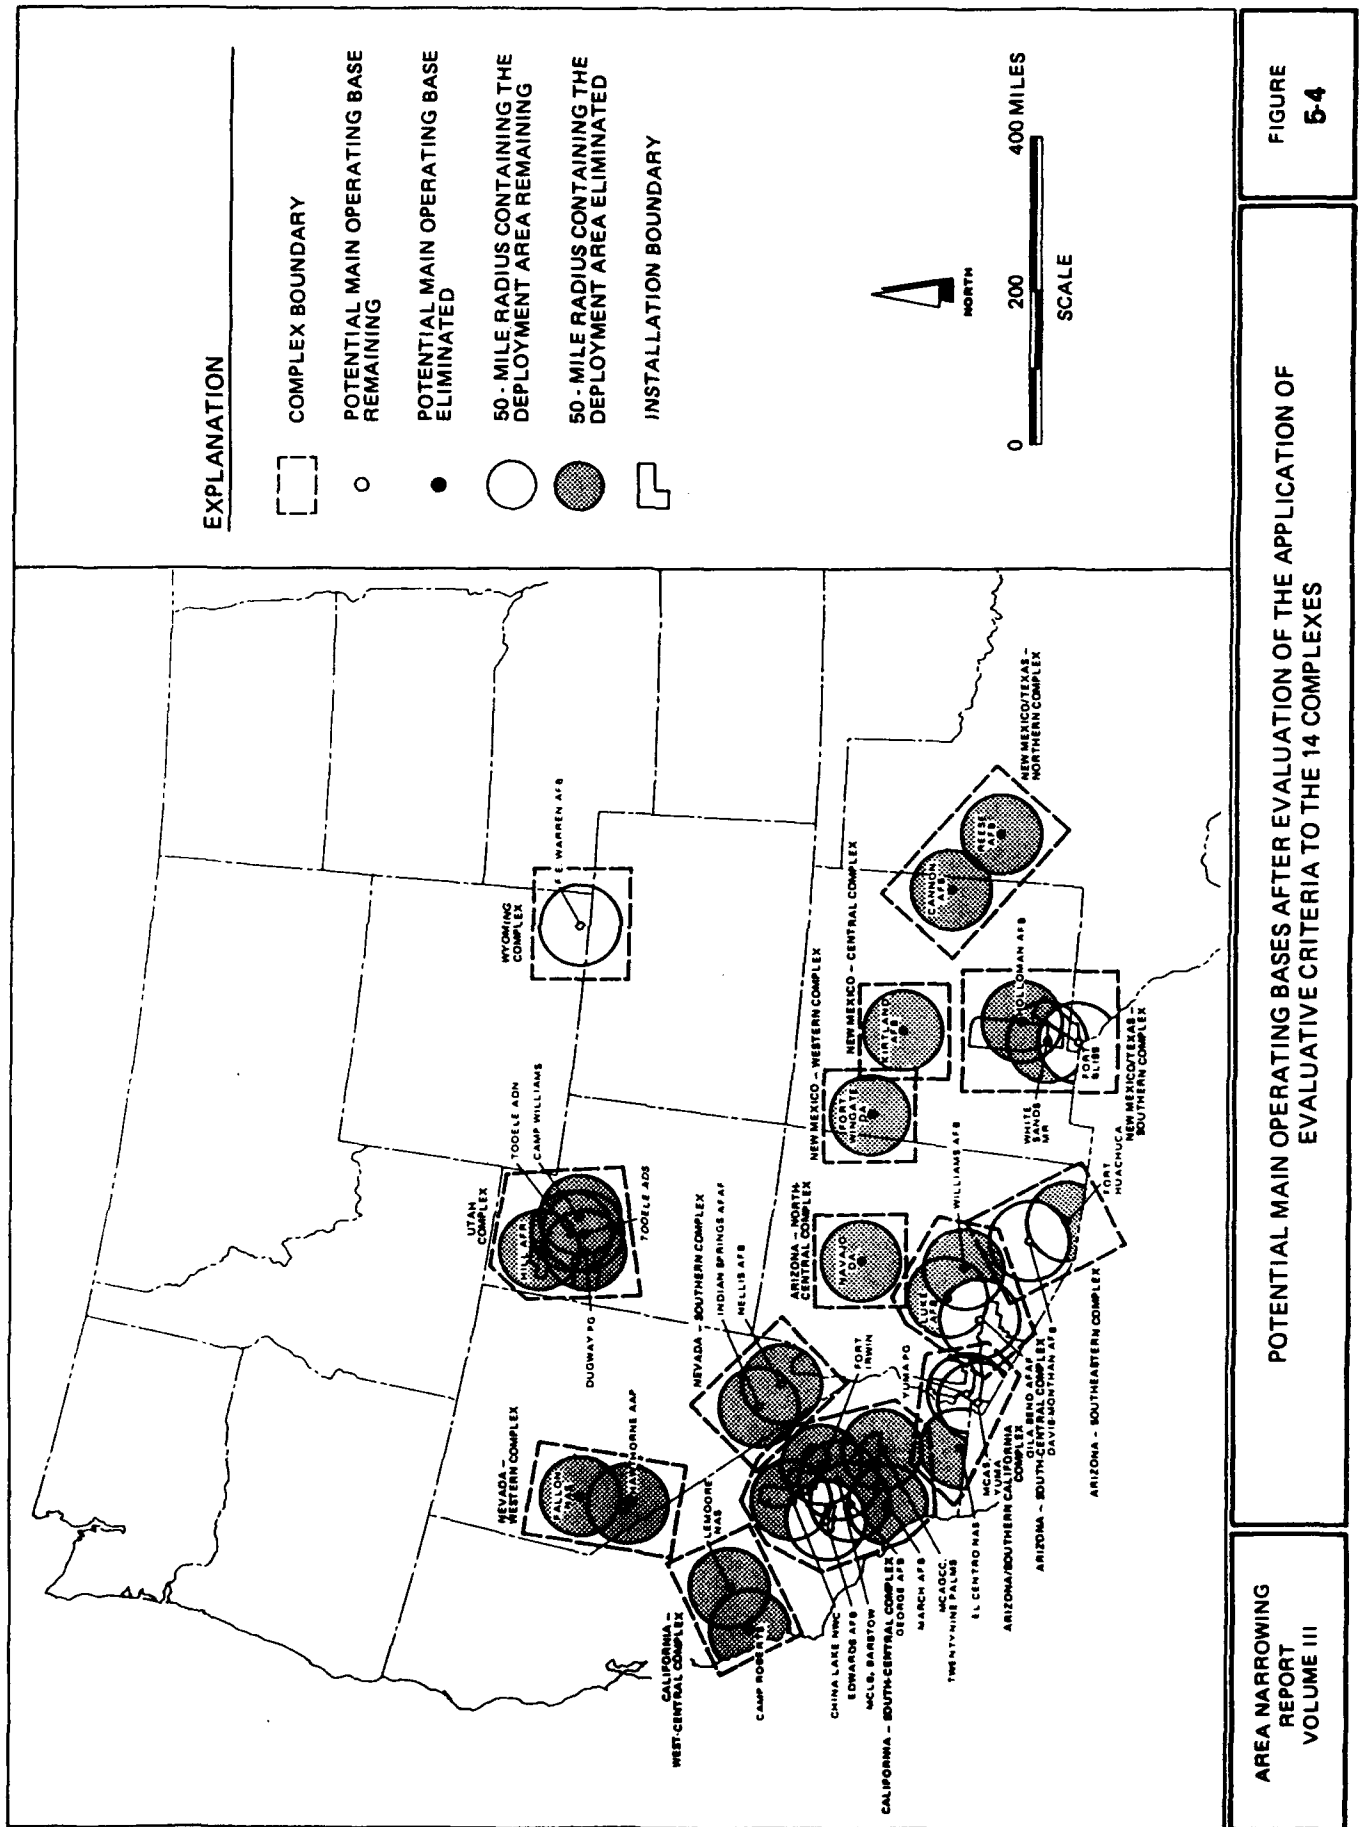 EXPLANATION
COMPLEX BOUNDARY
POTENTIAL MAIN OPERATING BASE
REMAINING
POTENTIAL MAIN OPERATING BASE
ELIMINATED
50 - MILE RADIUS CONTAINING THE
DEPLOYMENT AREA REMAINING
50 - MILE RADIUS CONTAINING THE
DEPLOYMENT AREA ELIMINATED
INSTALLATION BOUNDARY
NORTH
0 200 400 MILES
SCALE
WYOMING
COMPLEX
F.E. WARREN AFB
UTAH
COMPLEX
HILL AFR
TOOELE ADN
CAMP WILLIAMS
TOOELE ADS
DUGWAY PG
NEVADA –
WESTERN COMPLEX
FALLON
NAS
HAWTHORNE AAP
NEVADA – SOUTHERN COMPLEX
INDIAN SPRINGS AFAF
NELLIS AFB
CALIFORNIA –
WEST-CENTRAL COMPLEX
LEMOORE
NAS
CAMP ROBERTS
FORT
IRWIN
CHINA LAKE NWC
EDWARDS AFB
MCLB, BARSTOW
CALIFORNIA – SOUTH-CENTRAL COMPLEX
GEORGE AFB
MARCH AFB
MCAGCC,
TWENTYNINE PALMS
EL CENTRO NAS
YUMA PG
MCAS,
YUMA
ARIZONA/SOUTHERN CALIFORNIA
COMPLEX
GILA BEND AFAF
ARIZONA – SOUTH-CENTRAL COMPLEX
DAVIS-MONTHAN AFB
ARIZONA – SOUTHEASTERN COMPLEX
ARIZONA – NORTH-
CENTRAL COMPLEX
NAVAJO
DA
LUKE
AFB
WILLIAMS AFB
FORT
HUACHUCA
NEW MEXICO – WESTERN COMPLEX
FORT
WINGATE
DA
NEW MEXICO – CENTRAL COMPLEX
KIRTLAND
AFB
HOLLOMAN AFB
WHITE
SANDS
MR
FORT
BLISS
NEW MEXICO/TEXAS –
SOUTHERN COMPLEX
CANNON
AFB
REESE
AFB
NEW MEXICO/TEXAS –
NORTHERN COMPLEX
AREA NARROWING
REPORT
VOLUME III
POTENTIAL MAIN OPERATING BASES AFTER EVALUATION OF THE APPLICATION OF
EVALUATIVE CRITERIA TO THE 14 COMPLEXES
FIGURE
5-4